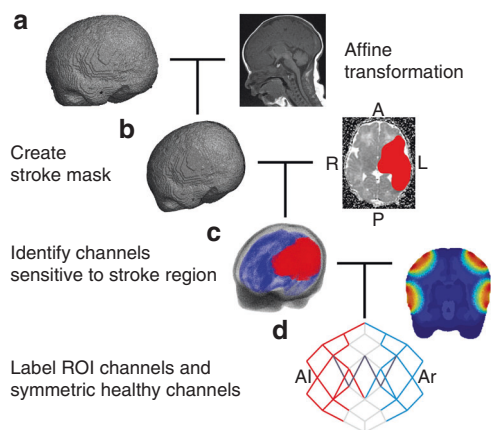 a
Affine
transformation
b
A
Create
stroke mask
R
L
P
c
Identify channels
sensitive to stroke region
d
Al
Ar
Label ROI channels and
symmetric healthy channels